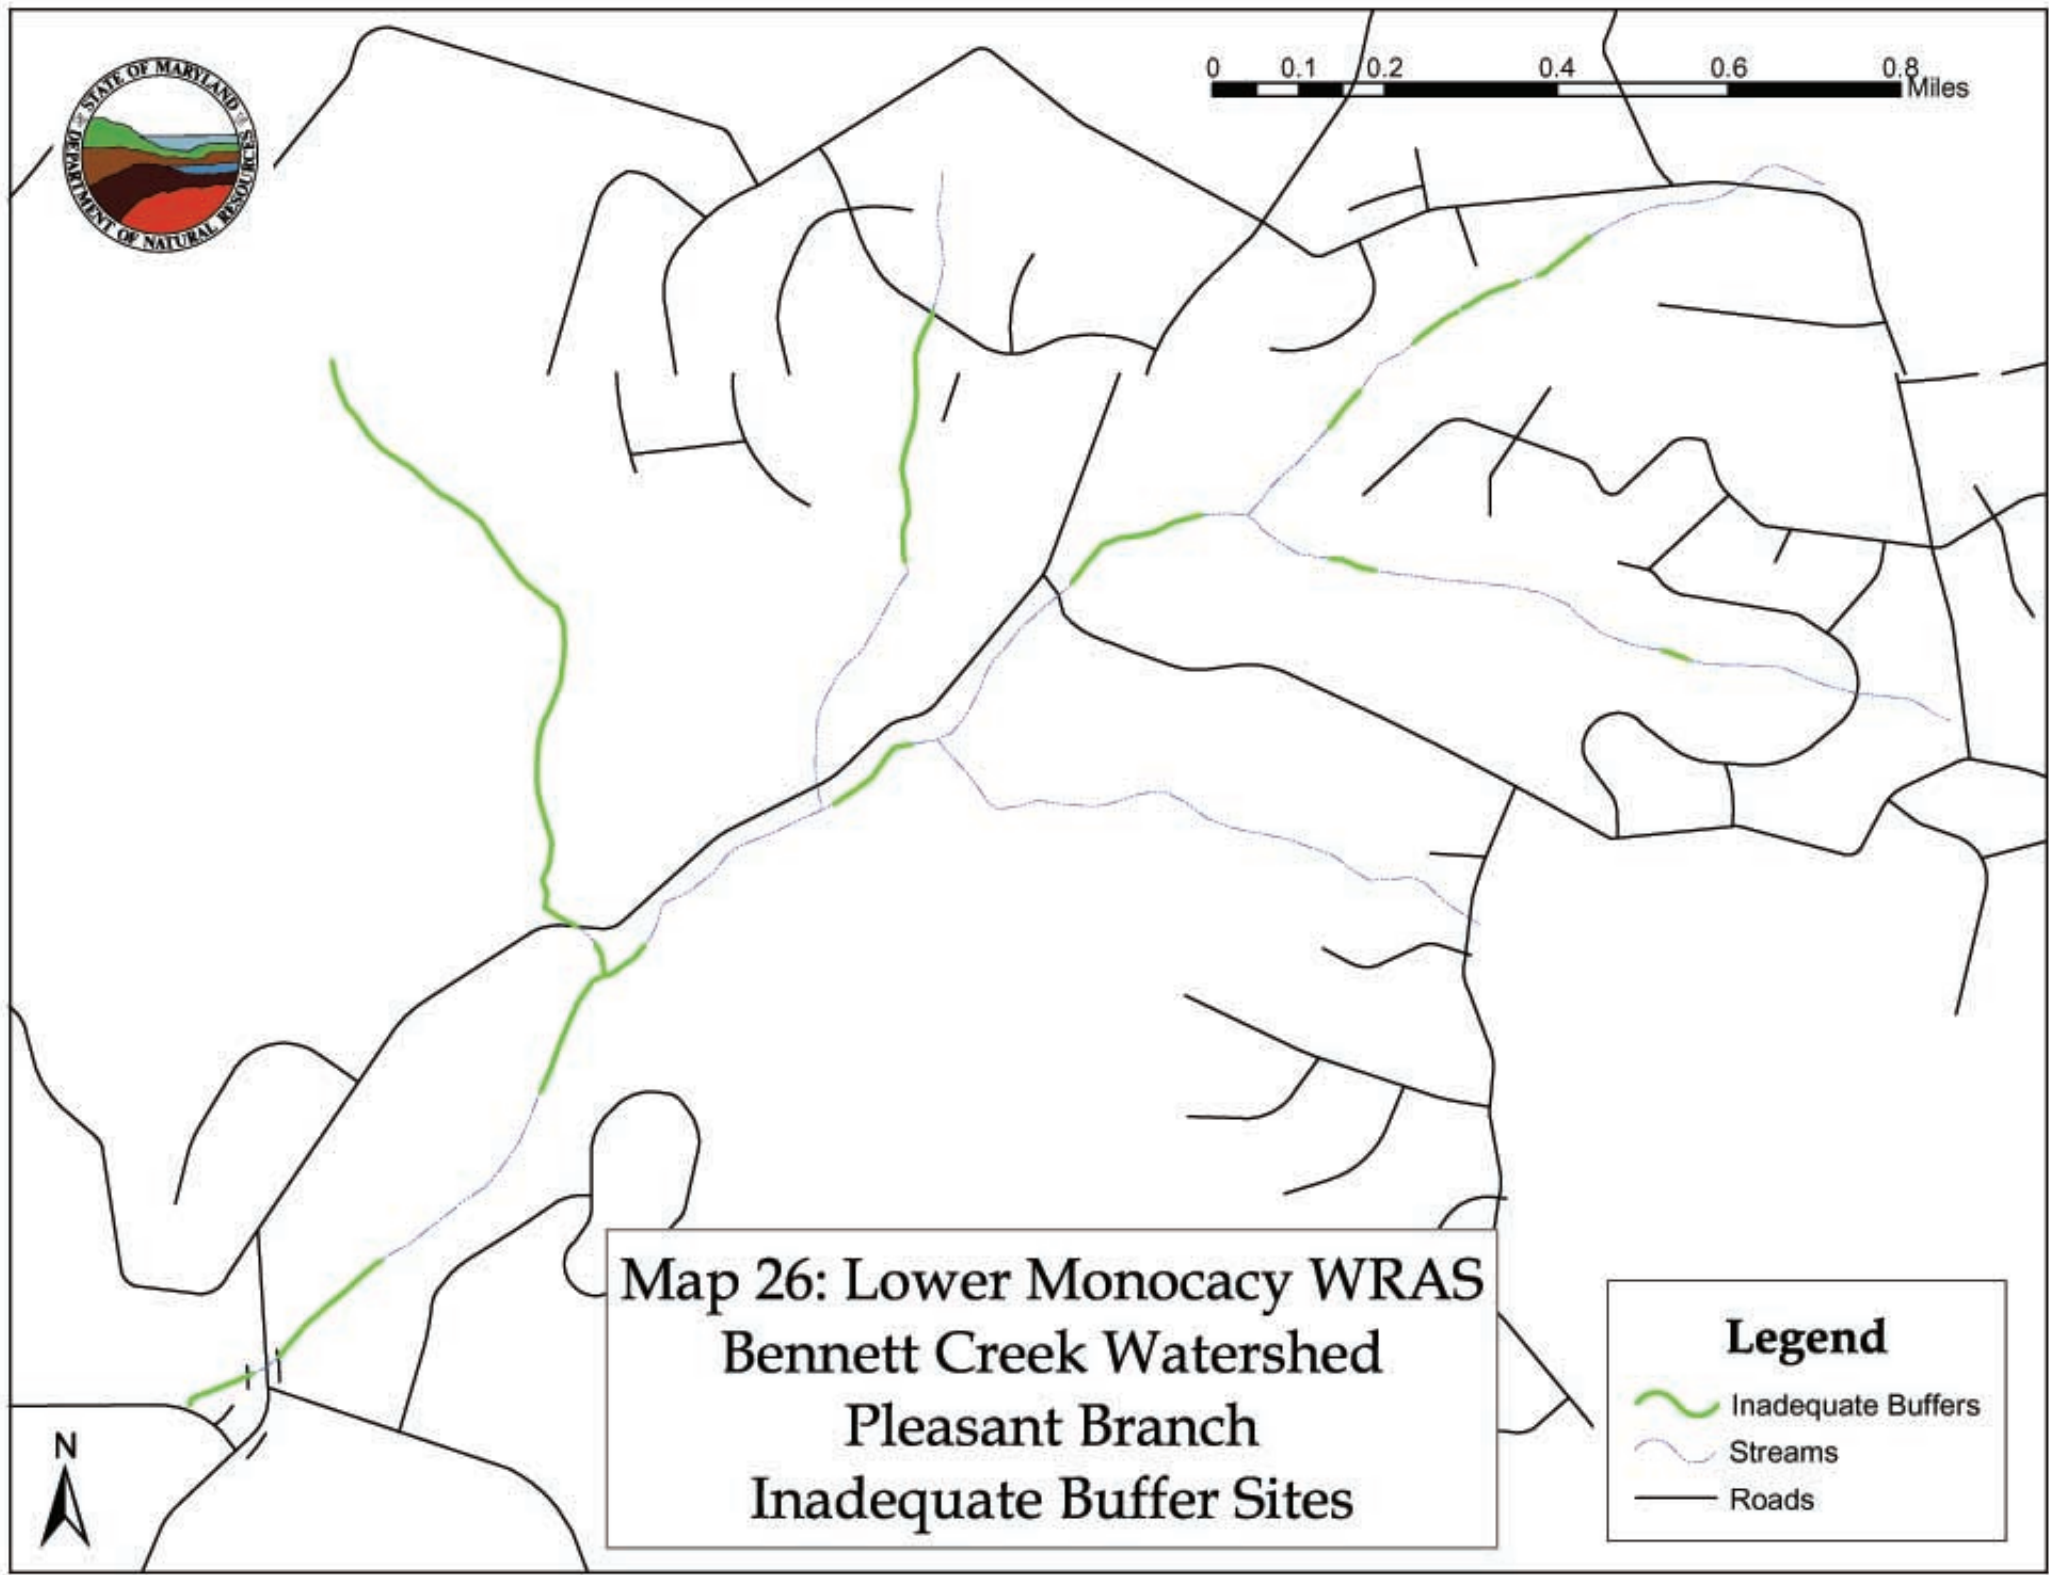 STATE OF MARYLAND
DEPARTMENT OF NATURAL RESOURCES
0 0.1 0.2 0.4 0.6 0.8
Miles
Map 26: Lower Monocacy WRAS
Bennett Creek Watershed
Pleasant Branch
Inadequate Buffer Sites
Legend
Inadequate Buffers
Streams
Roads
N